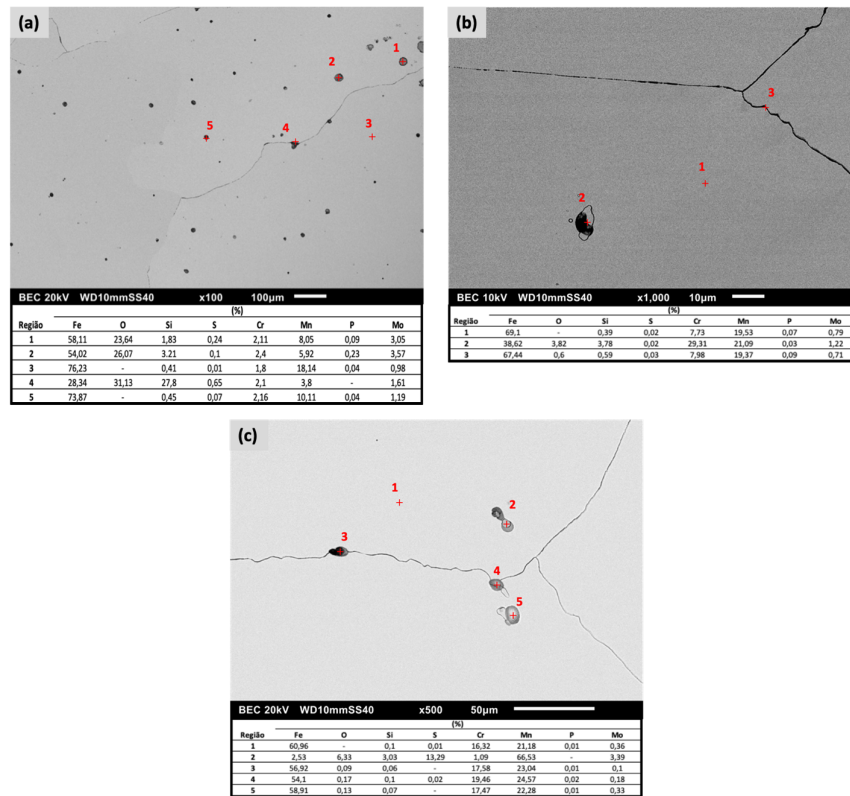 (a)
1
2
5
4
3
BEC 20kV WD10mmSS40 x100 100µm
(%)
Região Fe O Si S Cr Mn P Mo
1 58,11 23,64 1,83 0,24 2,11 8,05 0,09 3,05
2 54,02 26,07 3.21 0,1 2,4 5,92 0,23 3,57
3 76,23 - 0,41 0,01 1,8 18,14 0,04 0,98
4 28,34 31,13 27,8 0,65 2,1 3,8 - 1,61
5 73,87 - 0,45 0,07 2,16 10,11 0,04 1,19
(b)
3
1
2
BEC 10kV WD10mmSS40 x1,000 10µm
(%)
Região Fe O Si S Cr Mn P Mo
1 69,1 - 0,39 0,02 7,73 19,53 0,07 0,79
2 38,62 3,82 3,78 0,02 29,31 21,09 0,03 1,22
3 67,44 0,6 0,59 0,03 7,98 19,37 0,09 0,71
(c)
1
2
3
4
5
BEC 20kV WD10mmSS40 x500 50µm
(%)
Região Fe O Si S Cr Mn P Mo
1 60,96 - 0,1 0,01 16,32 21,18 0,01 0,36
2 2,53 6,33 3,03 13,29 1,09 66,53 - 3,39
3 56,92 0,09 0,06 - 17,58 23,04 0,01 0,1
4 54,1 0,17 0,1 0,02 19,46 24,57 0,02 0,18
5 58,91 0,13 0,07 - 17,47 22,28 0,01 0,33